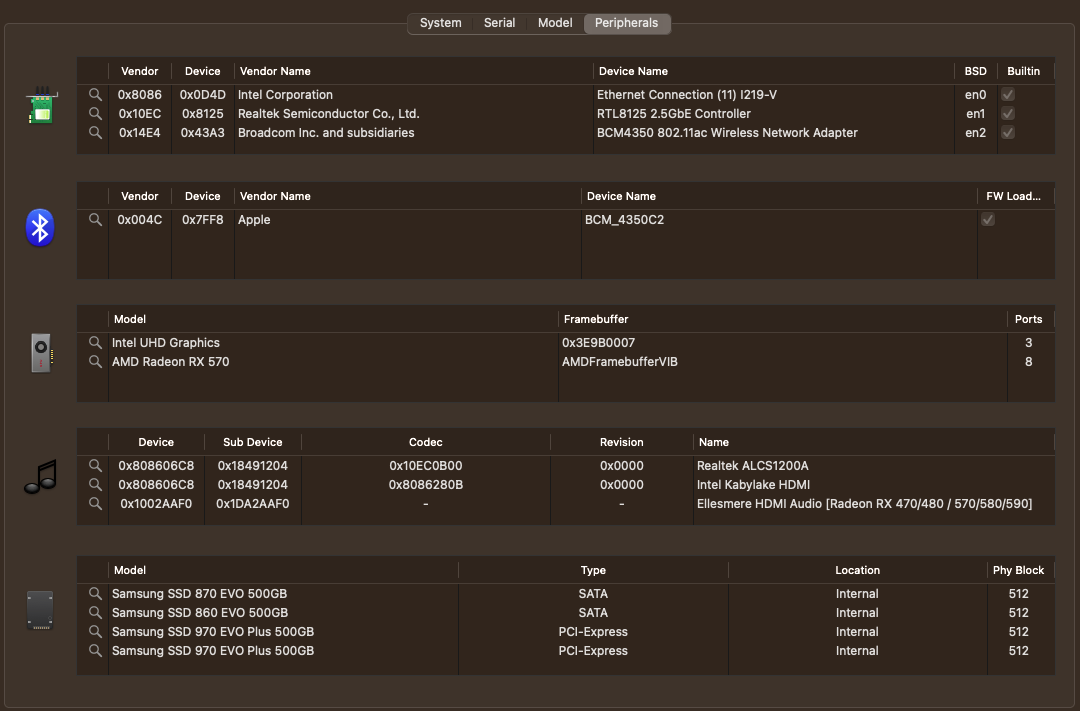 System Serial Model Peripherals
Vendor Device Vendor Name Device Name BSD Builtin
0x8086 0x0D4D Intel Corporation Ethernet Connection (11) I219-V en0
0x10EC 0x8125 Realtek Semiconductor Co., Ltd. RTL8125 2.5GbE Controller en1
0x14E4 0x43A3 Broadcom Inc. and subsidiaries BCM4350 802.11ac Wireless Network Adapter en2
Vendor Device Vendor Name Device Name FW Load...
0x004C 0x7FF8 Apple BCM_4350C2
Model Framebuffer Ports
Intel UHD Graphics 0x3E9B0007 3
AMD Radeon RX 570 AMDFramebufferVIB 8
Device Sub Device Codec Revision Name
0x808606C8 0x18491204 0x10EC0B00 0x0000 Realtek ALCS1200A
0x808606C8 0x18491204 0x8086280B 0x0000 Intel Kabylake HDMI
0x1002AAF0 0x1DA2AAF0 - - Ellesmere HDMI Audio [Radeon RX 470/480 / 570/580/590]
Model Type Location Phy Block
Samsung SSD 870 EVO 500GB SATA Internal 512
Samsung SSD 860 EVO 500GB SATA Internal 512
Samsung SSD 970 EVO Plus 500GB PCI-Express Internal 512
Samsung SSD 970 EVO Plus 500GB PCI-Express Internal 512